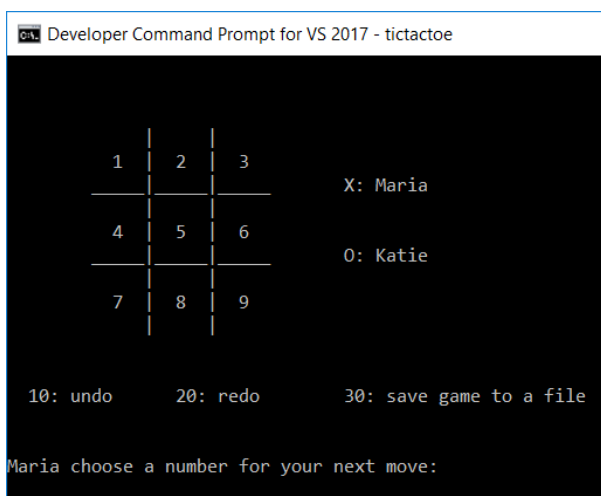 Developer Command Prompt for VS 2017 - tictactoe
1 | 2 | 3
X: Maria
4 | 5 | 6
O: Katie
7 | 8 | 9
10: undo 20: redo 30: save game to a file
Maria choose a number for your next move: